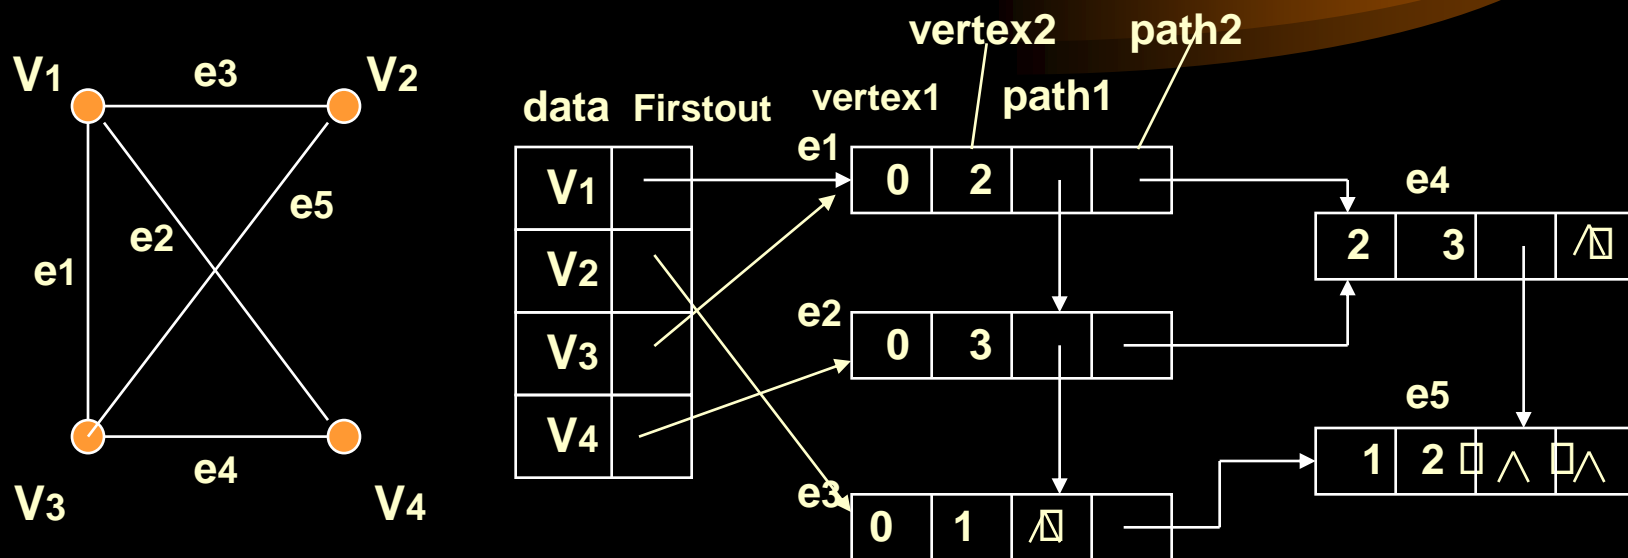 vertex2 path2
V1 e3 V2
data Firstout vertex1 path1
e1
V1 0 2
e4
e5
e2 V2 2 3 ∧
e1
e2
V3 0 3
e5
V4 1 2 ∧ ∧
e4
e3
V3 V4 0 1 ∧